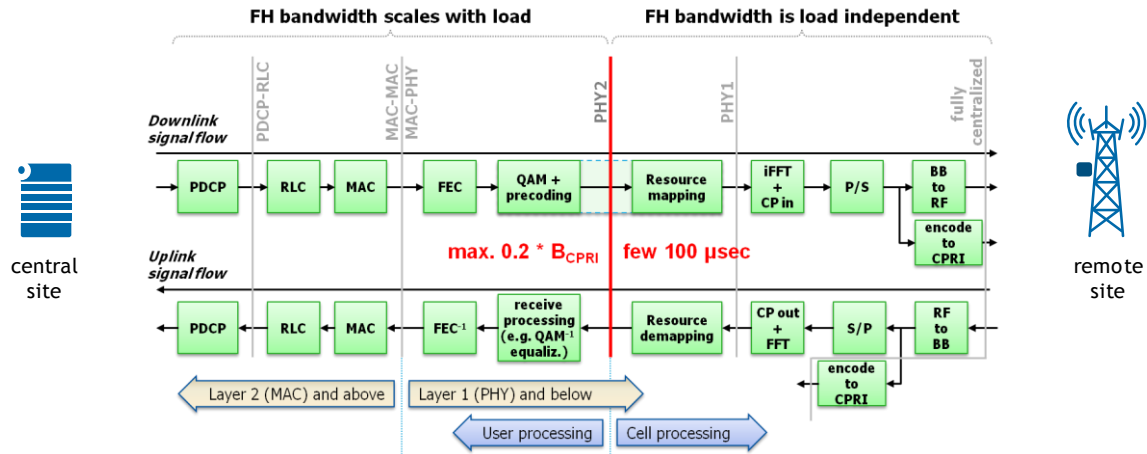 FH bandwidth scales with load
FH bandwidth is load independent
PDCP-RLC
MAC-MAC
MAC-PHY
PHY2
PHY1
fully
centralized
Downlink
signal flow
PDCP
RLC
MAC
FEC
QAM +
precoding
Resource
mapping
iFFT
+
CP in
P/S
BB
to
RF
encode
to
CPRI
max. 0.2 * B_CPRI
few 100 µsec
central
site
remote
site
Uplink
signal flow
PDCP
RLC
MAC
FEC⁻¹
receive
processing
(e.g. QAM⁻¹
equaliz.)
Resource
demapping
CP out
+
FFT
S/P
RF
to
BB
encode
to
CPRI
Layer 2 (MAC) and above
Layer 1 (PHY) and below
User processing
Cell processing